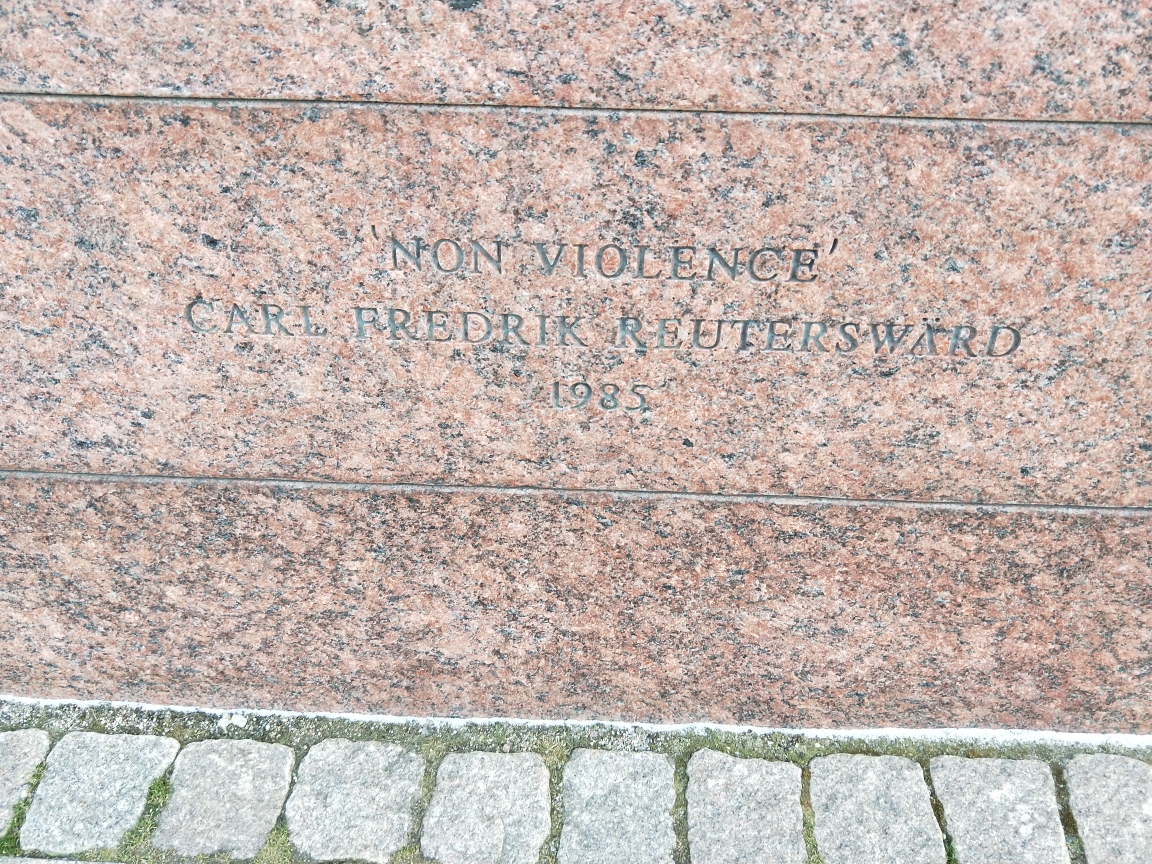 'NON VIOLENCE'
CARL FREDRIK REUTERSWÄRD
1985